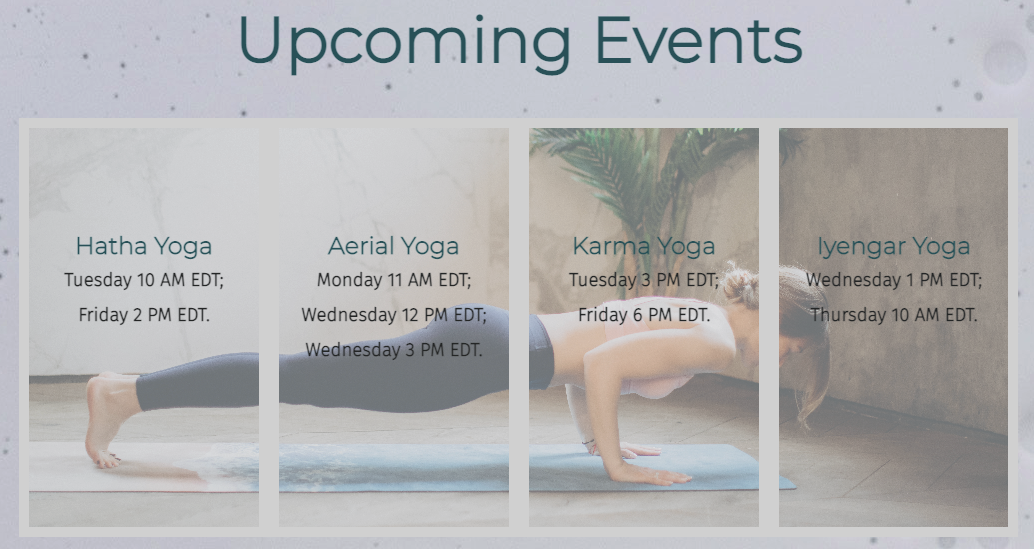 Upcoming Events
Hatha Yoga
Tuesday 10 AM EDT;
Friday 2 PM EDT.
Aerial Yoga
Monday 11 AM EDT;
Wednesday 12 PM EDT;
Wednesday 3 PM EDT.
Karma Yoga
Tuesday 3 PM EDT;
Friday 6 PM EDT.
Iyengar Yoga
Wednesday 1 PM EDT;
Thursday 10 AM EDT.